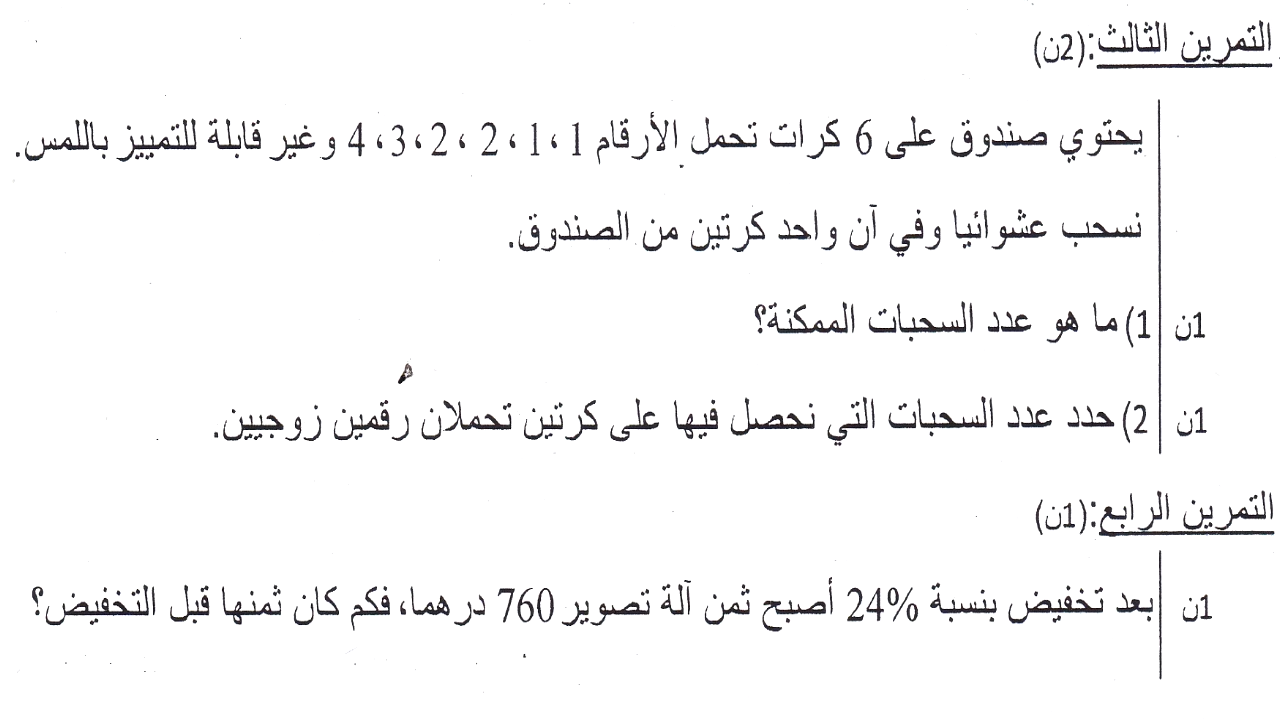 التمرين الثالث:(2ن)
يحتوي صندوق على 6 كرات تحمل الأرقام 1 ،1 ،2 ،2 ،3 ،4 وغير قابلة للتمييز باللمس.
نسحب عشوائيا وفي آن واحد كرتين من الصندوق.
1ن 1) ما هو عدد السحبات الممكنة؟
1ن 2) حدد عدد السحبات التي نحصل فيها على كرتين تحملان رقمين زوجيين.
التمرين الرابع:(1ن)
1ن بعد تخفيض بنسبة 24% أصبح ثمن آلة تصوير 760 درهما، فكم كان ثمنها قبل التخفيض؟